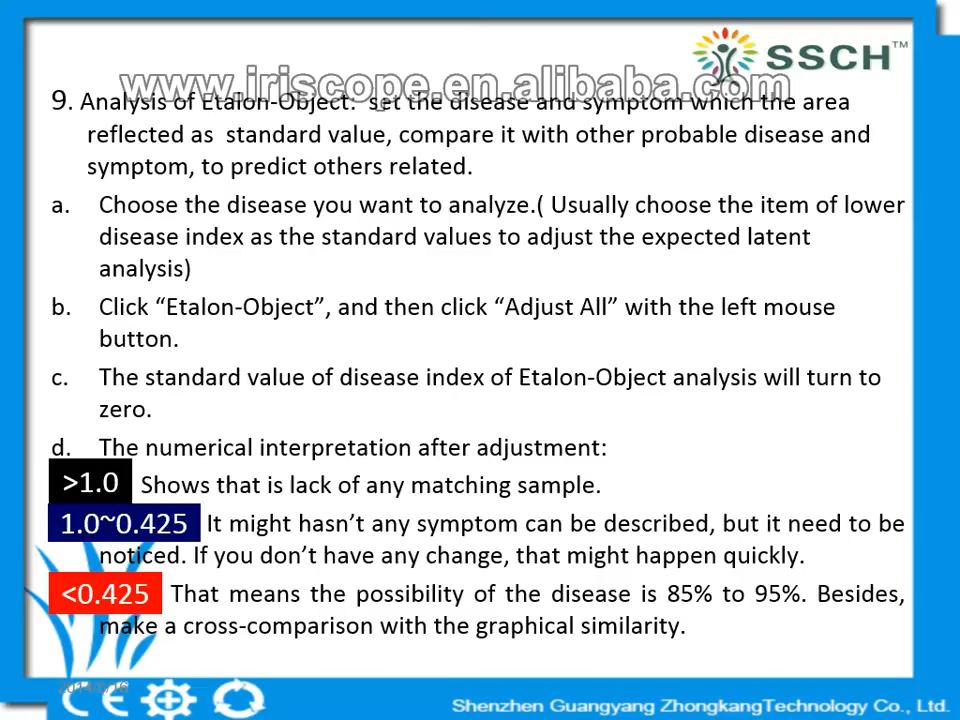 SSCH™
www.iriscope.en.alibaba.com
9. Analysis of Etalon-Object: set the disease and symptom which the area
reflected as standard value, compare it with other probable disease and
symptom, to predict others related.
a. Choose the disease you want to analyze.( Usually choose the item of lower
disease index as the standard values to adjust the expected latent
analysis)
b. Click “Etalon-Object”, and then click “Adjust All” with the left mouse
button.
c. The standard value of disease index of Etalon-Object analysis will turn to
zero.
d. The numerical interpretation after adjustment:
>1.0 Shows that is lack of any matching sample.
1.0~0.425 It might hasn’t any symptom can be described, but it need to be
noticed. If you don’t have any change, that might happen quickly.
<0.425 That means the possibility of the disease is 85% to 95%. Besides,
make a cross-comparison with the graphical similarity.
CE
Shenzhen Guangyang ZhongkangTechnology Co., Ltd.